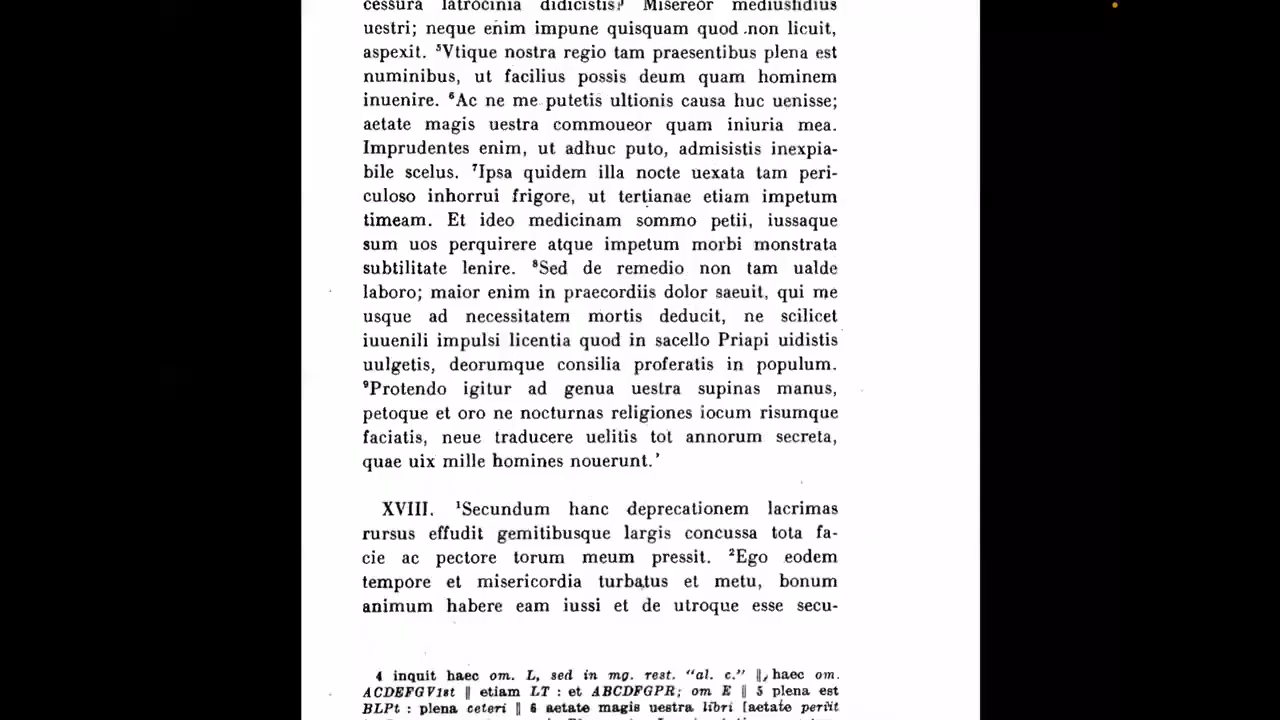 cessura latrocinia didicistis? Misereor mediusfidius
uestri; neque enim impune quisquam quod non licuit,
aspexit. ⁵Vtique nostra regio tam praesentibus plena est
numinibus, ut facilius possis deum quam hominem
inuenire. ⁶Ac ne me putetis ultionis causa huc uenisse;
aetate magis uestra commoueor quam iniuria mea.
Imprudentes enim, ut adhuc puto, admisistis inexpia-
bile scelus. ⁷Ipsa quidem illa nocte uexata tam peri-
culoso inhorrui frigore, ut tertianae etiam impetum
timeam. Et ideo medicinam sommo petii, iussaque
sum uos perquirere atque impetum morbi monstrata
subtilitate lenire. ⁸Sed de remedio non tam ualde
laboro; maior enim in praecordiis dolor saeuit, qui me
usque ad necessitatem mortis deducit, ne scilicet
iuuenili impulsi licentia quod in sacello Priapi uidistis
uulgetis, deorumque consilia proferatis in populum.
⁹Protendo igitur ad genua uestra supinas manus,
petoque et oro ne nocturnas religiones iocum risumque
faciatis, neue traducere uelitis tot annorum secreta,
quae uix mille homines nouerunt.’
XVIII. ¹Secundum hanc deprecationem lacrimas
rursus effudit gemitibusque largis concussa tota fa-
cie ac pectore torum meum pressit. ²Ego eodem
tempore et misericordia turbatus et metu, bonum
animum habere eam iussi et de utroque esse secu-
4 inquit haec om. L, sed in mg. rest. “al. c.” ‖ haec om.
ACDEFGV1st ‖ etiam LT : et ABCDFGPR; om E ‖ 5 plena est
BLPt : plena ceteri ‖ 6 aetate magis uestra libri [aetate periit